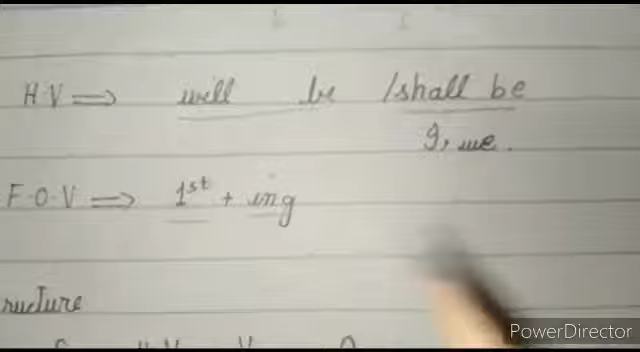 H.V ⇒ will be /shall be
I, we.
F.O.V ⇒ 1st + ing
ructure
PowerDirector